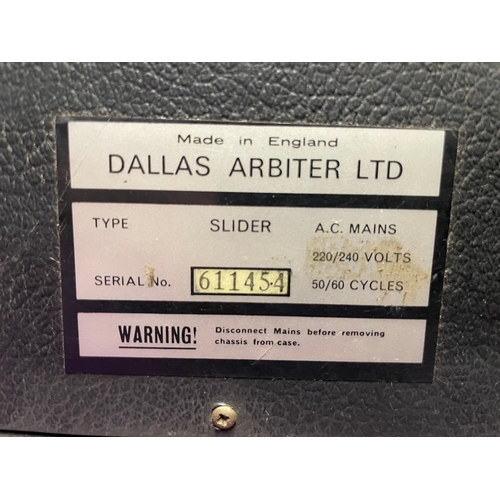 Made in England
DALLAS ARBITER LTD
TYPE SLIDER A.C. MAINS
220/240 VOLTS
SERIAL No. 611454 50/60 CYCLES
WARNING! Disconnect Mains before removing
chassis from case.